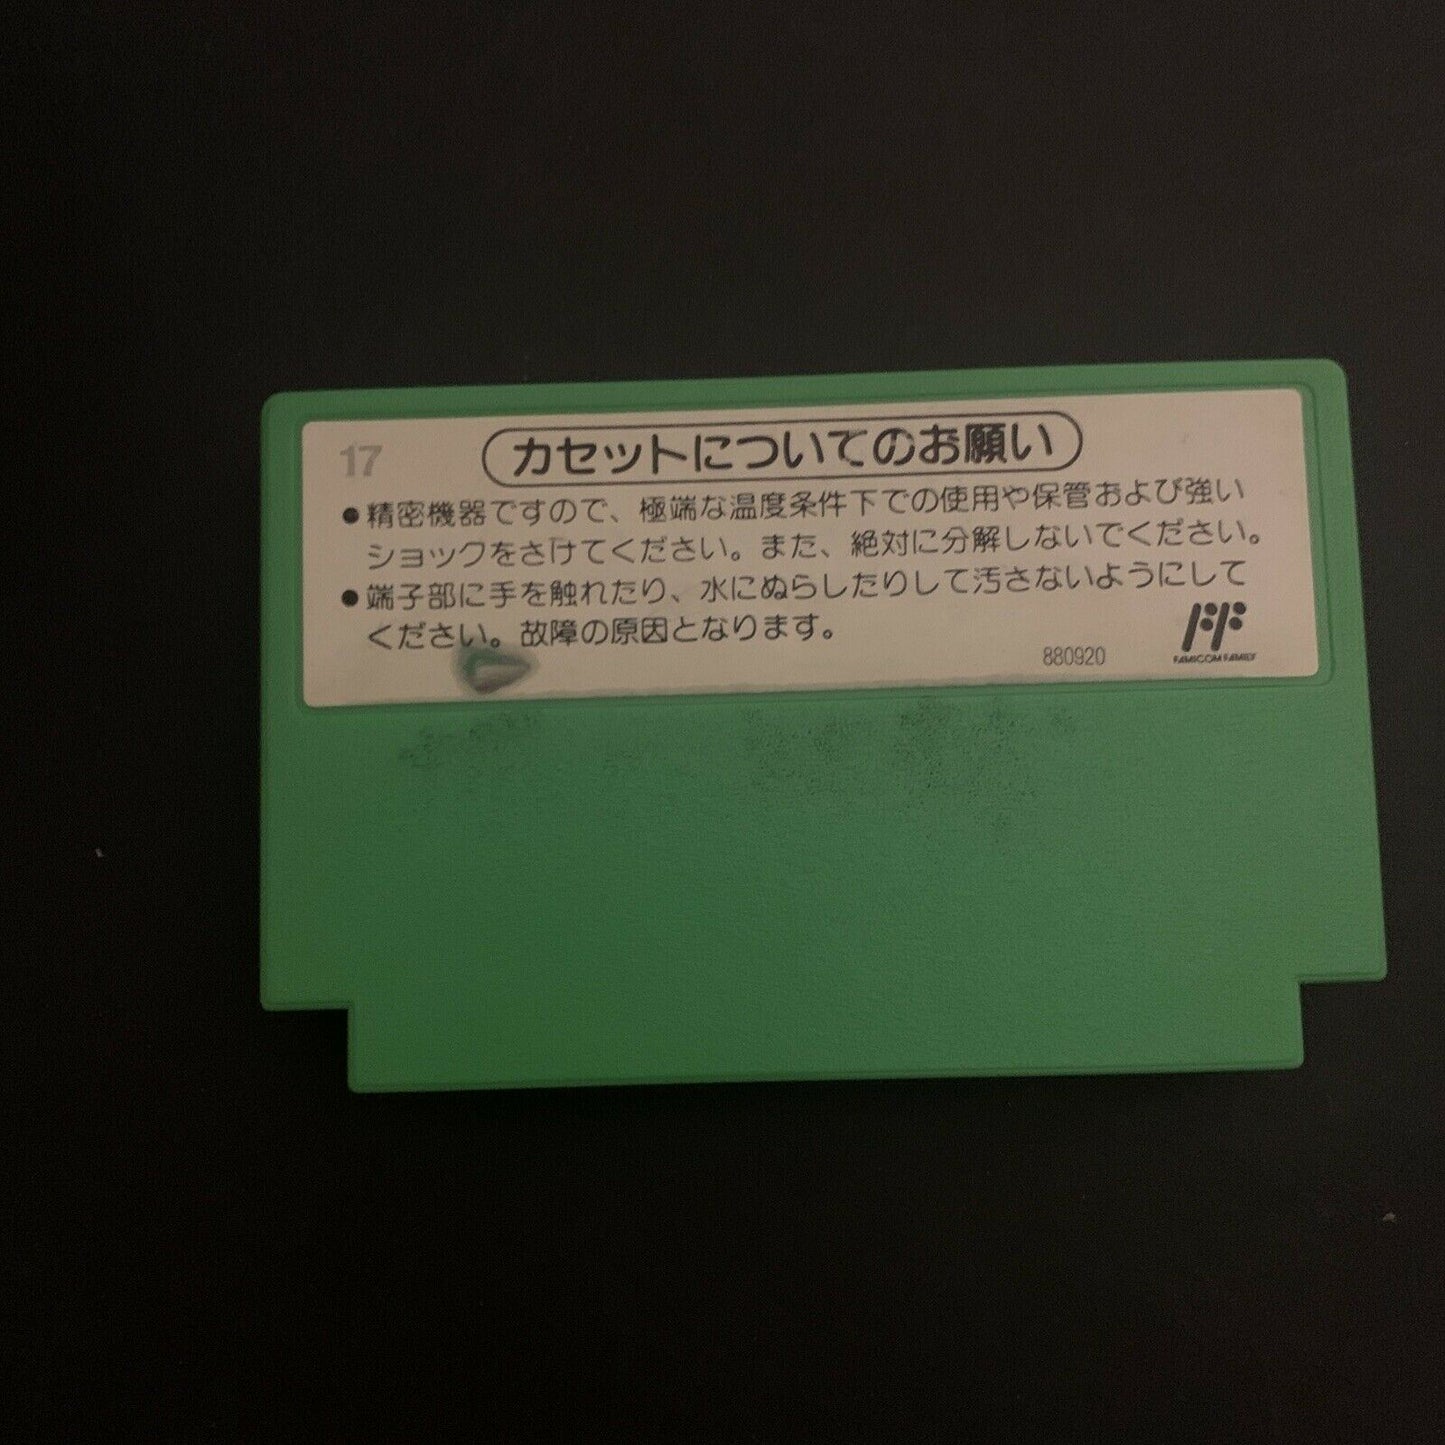 17
カセットについてのお願い
●精密機器ですので、極端な温度条件下での使用や保管および強い
ショックをさけてください。また、絶対に分解しないでください。
●端子部に手を触れたり、水にぬらしたりして汚さないようにして
ください。故障の原因となります。
880920
FAMICOM FAMILY